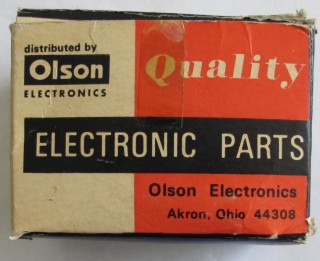 distributed by
Olson
ELECTRONICS
Quality
ELECTRONIC PARTS
Olson Electronics
Akron, Ohio 44308